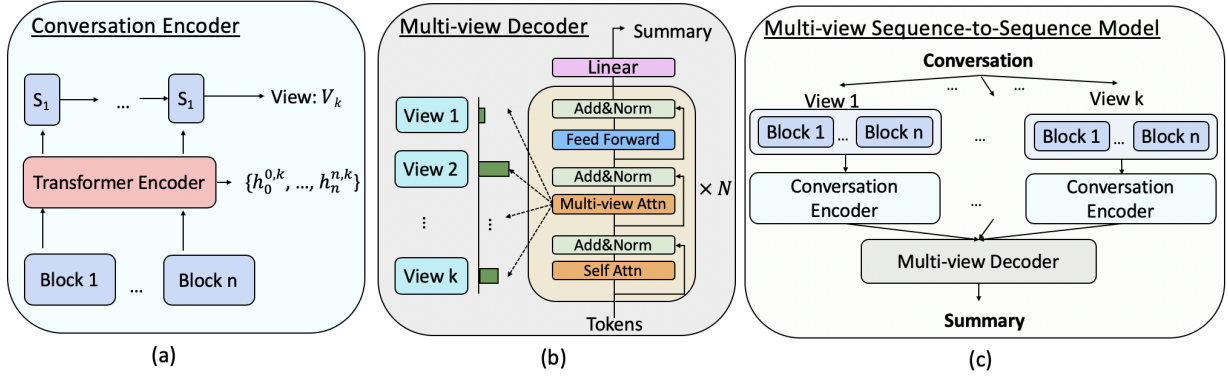 Conversation Encoder
S₁
...
S₁
View: Vₖ
Transformer Encoder
{h₀^{0,k}, ..., hₙ^{n,k}}
Block 1
...
Block n
(a)
Multi-view Decoder
Summary
Linear
Add&Norm
Feed Forward
Add&Norm
Multi-view Attn
Add&Norm
Self Attn
× N
Tokens
View 1
View 2
...
...
View k
(b)
Multi-view Sequence-to-Sequence Model
Conversation
... ...
View 1
View k
Block 1 ... Block n
...
Block 1 ... Block n
Conversation
Encoder
...
Conversation
Encoder
Multi-view Decoder
Summary
(c)